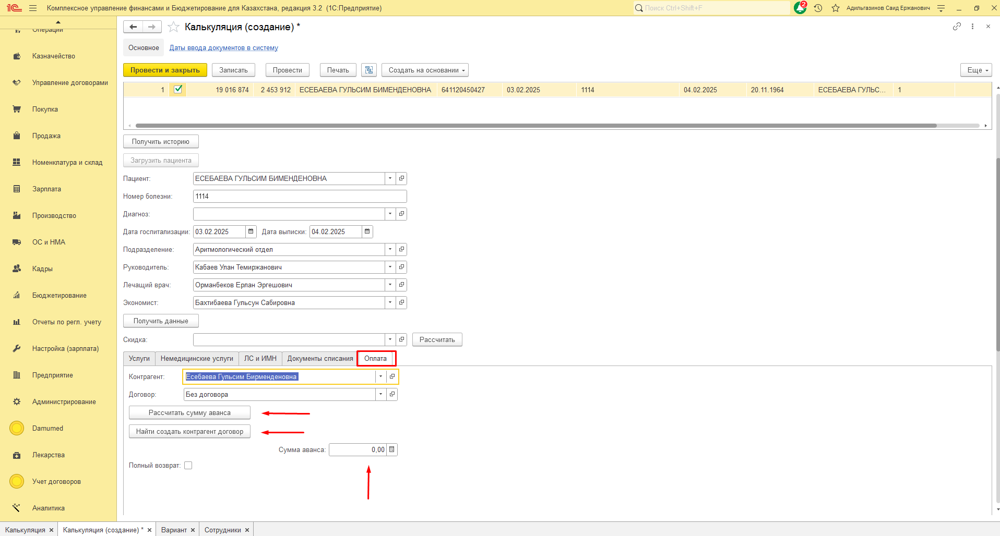 1С Комплексное управление финансами и Бюджетирование для Казахстана, редакция 3.2 (1С:Предприятие)
Поиск Ctrl+Shift+F
2
Адильгазинов Саид Ержанович
Операции
Казначейство
Управление договорами
Покупка
Продажа
Номенклатура и склад
Зарплата
Производство
ОС и НМА
Кадры
Бюджетирование
Отчеты по регл. учету
Настройка (зарплата)
Предприятие
Администрирование
Damumed
Лекарства
Учет договоров
Аналитика
Калькуляция (создание) *
Основное Даты ввода документов в систему
Провести и закрыть Записать Провести Печать Создать на основании Еще
1 19 016 874 2 453 912 ЕСЕБАЕВА ГУЛЬСИМ БИМЕНДЕНОВНА 641120450427 03.02.2025 1114 04.02.2025 20.11.1964 ЕСЕБАЕВА ГУЛЬС... 1
Получить историю
Загрузить пациента
Пациент: ЕСЕБАЕВА ГУЛЬСИМ БИМЕНДЕНОВНА
Номер болезни: 1114
Диагноз:
Дата госпитализации: 03.02.2025 Дата выписки: 04.02.2025
Подразделение: Аритмологический отдел
Руководитель: Кабаев Улан Темиржанович
Лечащий врач: Орманбеков Ерлан Эргешович
Экономист: Бахтибаева Гульсун Сабировна
Получить данные
Скидка: Рассчитать
Услуги Немедицинские услуги ЛС и ИМН Документы списания Оплата
Контрагент: Есебаева Гульсим Бирменденовна
Договор: Без договора
Рассчитать сумму аванса
Найти создать контрагент договор
Сумма аванса: 0,00
Полный возврат:
Калькуляция × Калькуляция (создание) * × Вариант × Сотрудники ×